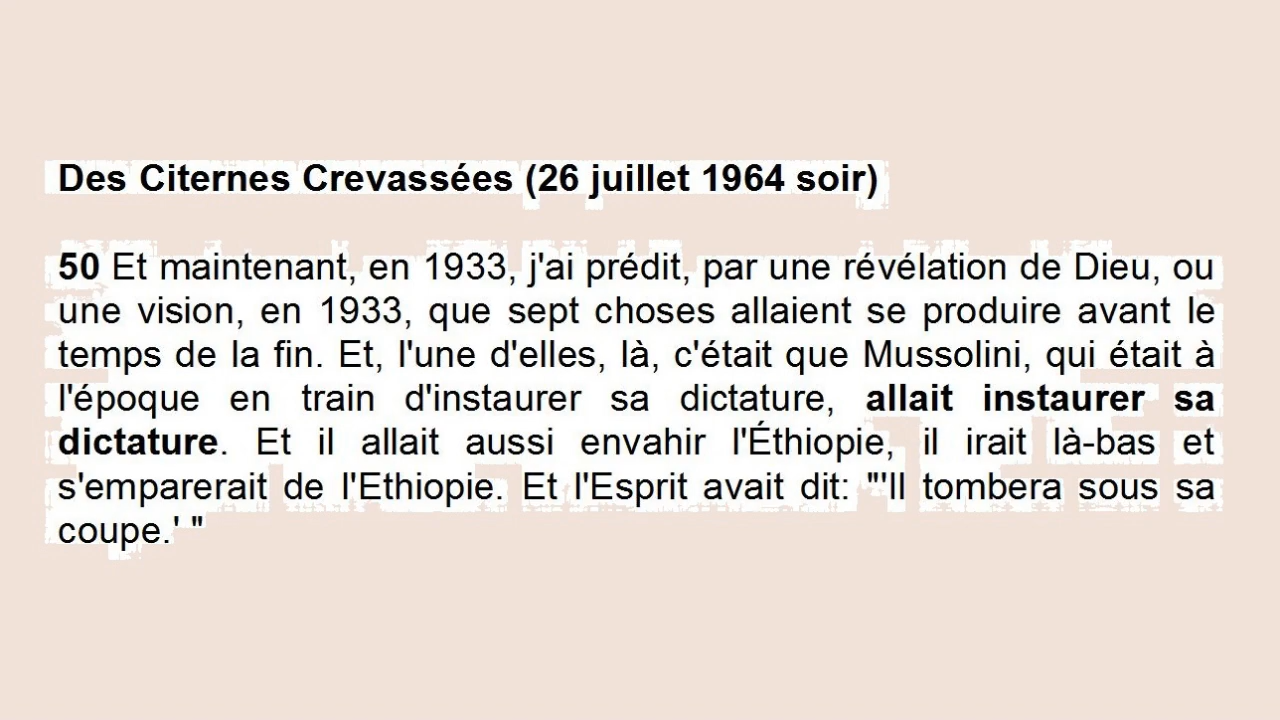 Des Citernes Crevassées (26 juillet 1964 soir)
50 Et maintenant, en 1933, j'ai prédit, par une révélation de Dieu, ou
une vision, en 1933, que sept choses allaient se produire avant le
temps de la fin. Et, l'une d'elles, là, c'était que Mussolini, qui était à
l'époque en train d'instaurer sa dictature, allait instaurer sa
dictature. Et il allait aussi envahir l'Éthiopie, il irait là-bas et
s'emparerait de l'Ethiopie. Et l'Esprit avait dit: "'Il tombera sous sa
coupe.' "